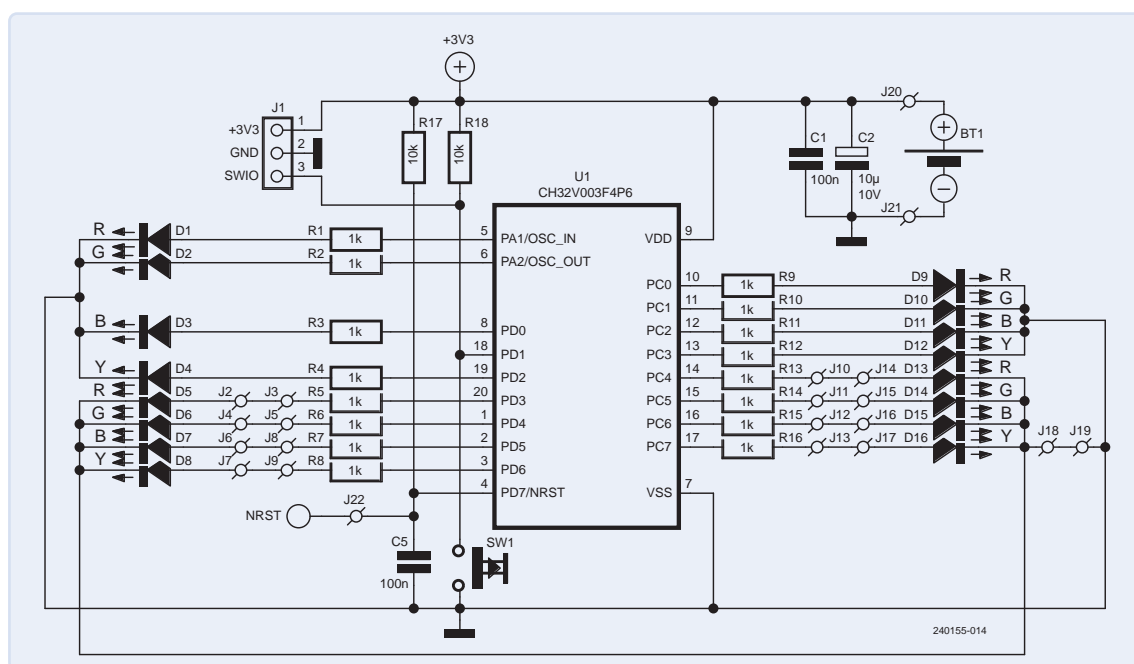 +3V3
J1
+3V3 1
GND 2
SWIO 3
R17 R18
10k 10k
J20
C1 C2 BT1
100n 10µ
10V
J21
U1
CH32V003F4P6
R D1 R1 1k 5 PA1/OSC_IN VDD 9
G D2 R2 1k 6 PA2/OSC_OUT
PC0 10 1k R9 D9 R
PC1 11 1k R10 D10 G
B D3 R3 1k 8 PD0 PC2 12 1k R11 D11 B
18 PD1 PC3 13 1k R12 D12 Y
Y D4 R4 1k 19 PD2 PC4 14 1k R13 J10 J14 D13 R
R D5 J2 J3 R5 1k 20 PD3 PC5 15 1k R14 J11 J15 D14 G
G D6 J4 J5 R6 1k 1 PD4 PC6 16 1k R15 J12 J16 D15 B
B D7 J6 J8 R7 1k 2 PD5 PC7 17 1k R16 J13 J17 D16 Y J18 J19
Y D8 J7 J9 R8 1k 3 PD6
4 PD7/NRST VSS 7
NRST J22
C5
100n
SW1
240155-014